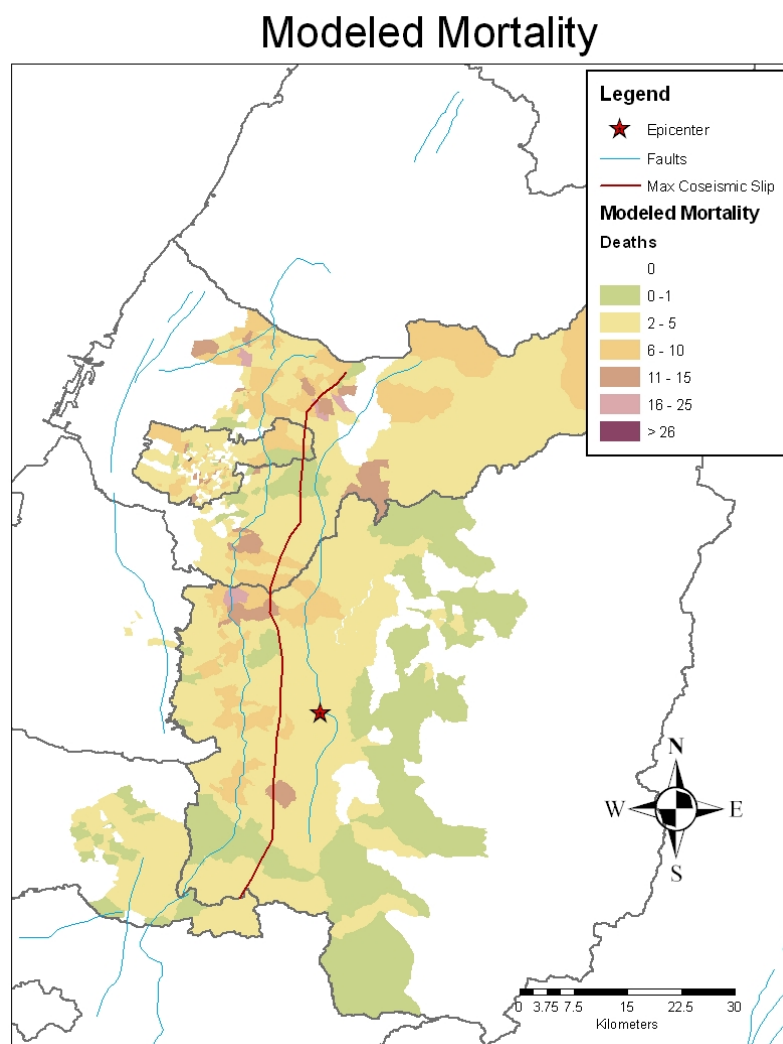 Modeled Mortality
Legend
Epicenter
Faults
Max Coseismic Slip
Modeled Mortality
Deaths
0
0 -1
2 - 5
6 - 10
11 - 15
16 - 25
> 26
N
W E
S
0 3.75 7.5 15 22.5 30
Kilometers